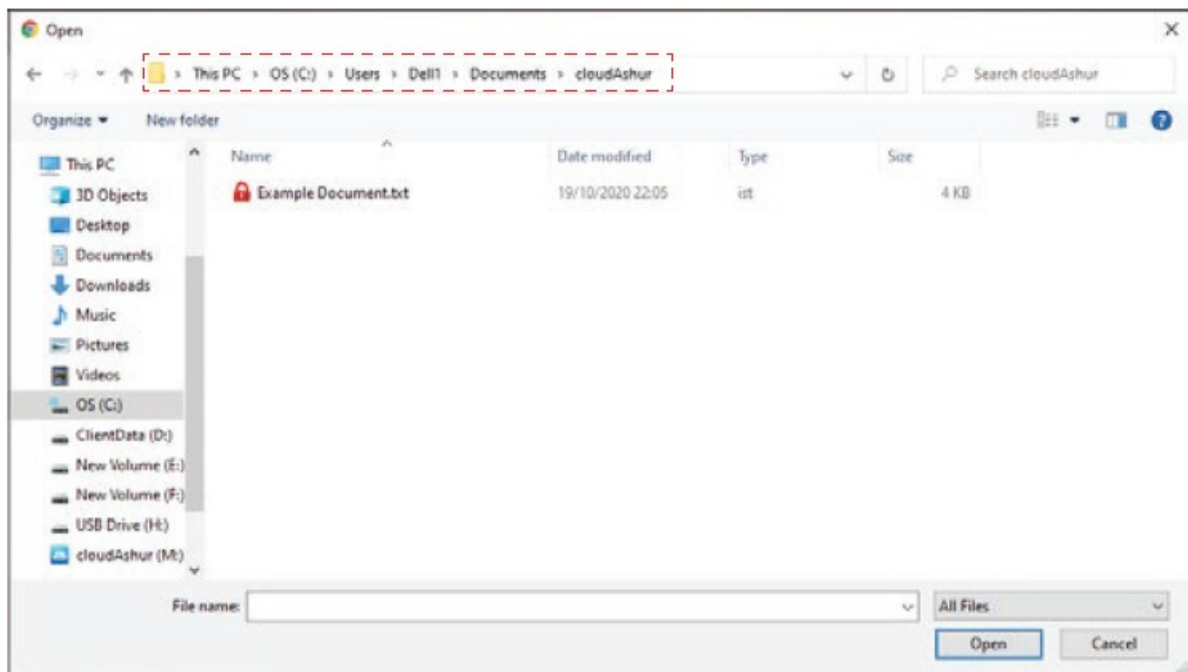 Open
This PC > OS (C:) > Users > Dell1 > Documents > cloudAshur
Search cloudAshur
Organize
New folder
Name
Date modified
Type
Size
Example Document.txt
19/10/2020 22:05
ist
4 KB
This PC
3D Objects
Desktop
Documents
Downloads
Music
Pictures
Videos
OS (C:)
ClientData (D:)
New Volume (E:)
New Volume (F:)
USB Drive (H:)
cloudAshur (M:)
File name:
All Files
Open
Cancel